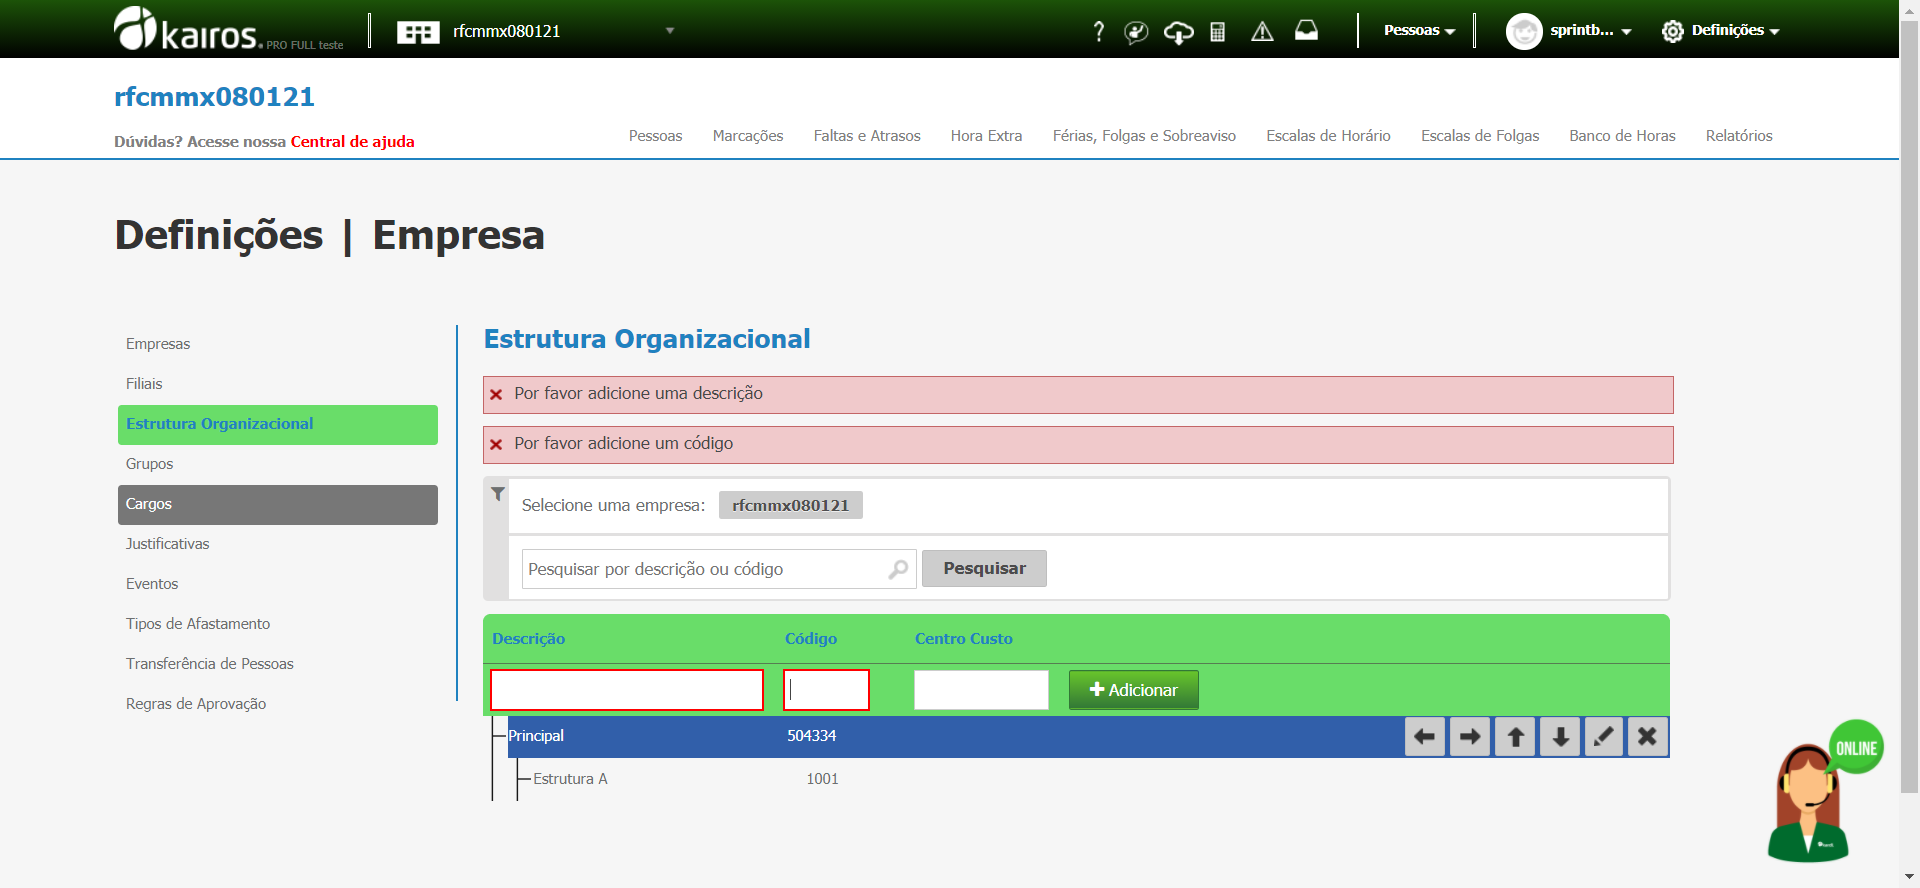 kairos. PRO FULL teste
rfcmmx080121
?
Pessoas
sprintb...
Definições
rfcmmx080121
Dúvidas? Acesse nossa Central de ajuda
Pessoas
Marcações
Faltas e Atrasos
Hora Extra
Férias, Folgas e Sobreaviso
Escalas de Horário
Escalas de Folgas
Banco de Horas
Relatórios
Definições | Empresa
Empresas
Filiais
Estrutura Organizacional
Grupos
Cargos
Justificativas
Eventos
Tipos de Afastamento
Transferência de Pessoas
Regras de Aprovação
Estrutura Organizacional
Por favor adicione uma descrição
Por favor adicione um código
Selecione uma empresa: rfcmmx080121
Pesquisar por descrição ou código
Pesquisar
Descrição
Código
Centro Custo
Adicionar
Principal
504334
Estrutura A
1001
ONLINE